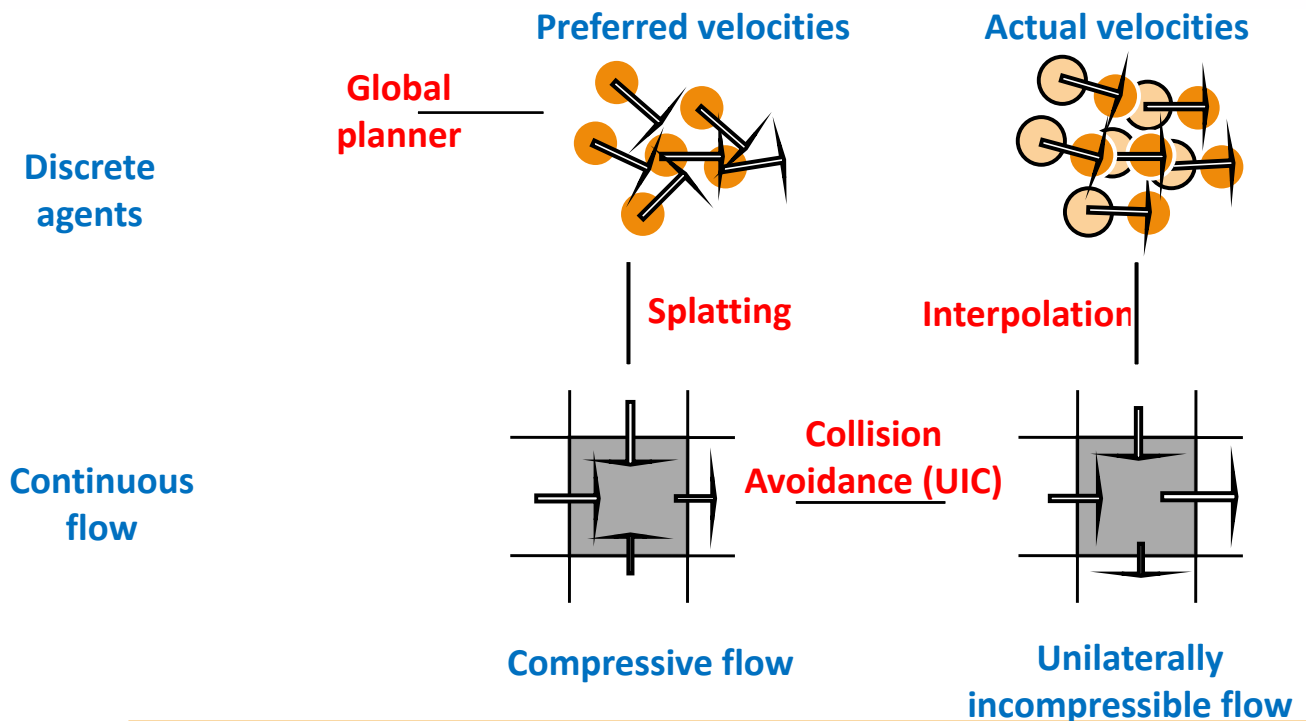 Preferred velocities
Actual velocities
Global
planner
Discrete
agents
Splatting
Interpolation
Collision
Avoidance (UIC)
Continuous
flow
Compressive flow
Unilaterally
incompressible flow